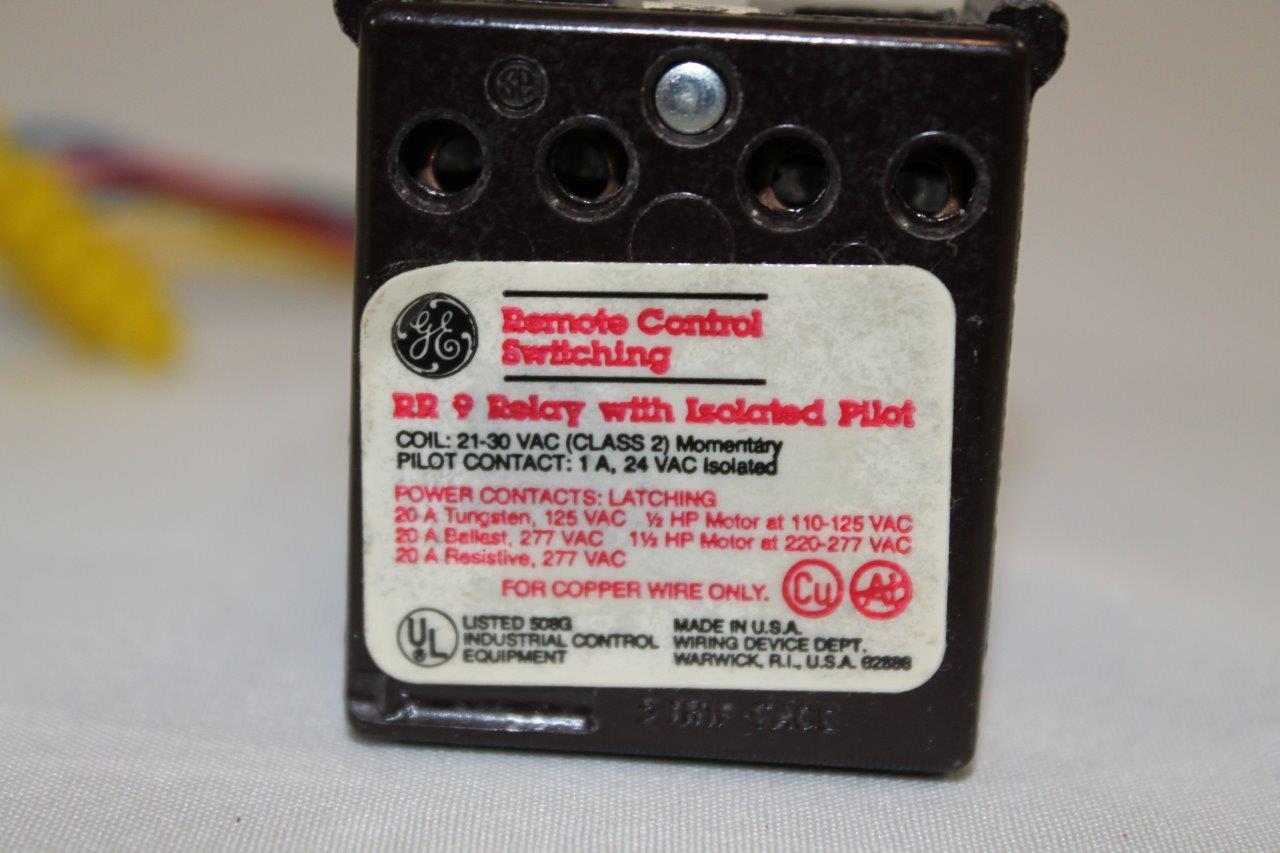 GE
Remote Control
Switching
RR 9 Relay with Isolated Pilot
COIL: 21-30 VAC (CLASS 2) Momentary
PILOT CONTACT: 1 A, 24 VAC Isolated
POWER CONTACTS: LATCHING
20 A Tungsten, 125 VAC ½ HP Motor at 110-125 VAC
20 A Ballast, 277 VAC 1½ HP Motor at 220-277 VAC
20 A Resistive, 277 VAC
FOR COPPER WIRE ONLY. Cu Al
UL ® LISTED 508G
INDUSTRIAL CONTROL
EQUIPMENT
MADE IN U.S.A.
WIRING DEVICE DEPT.
WARWICK, R.I., U.S.A. 02886
STRIP GAGE